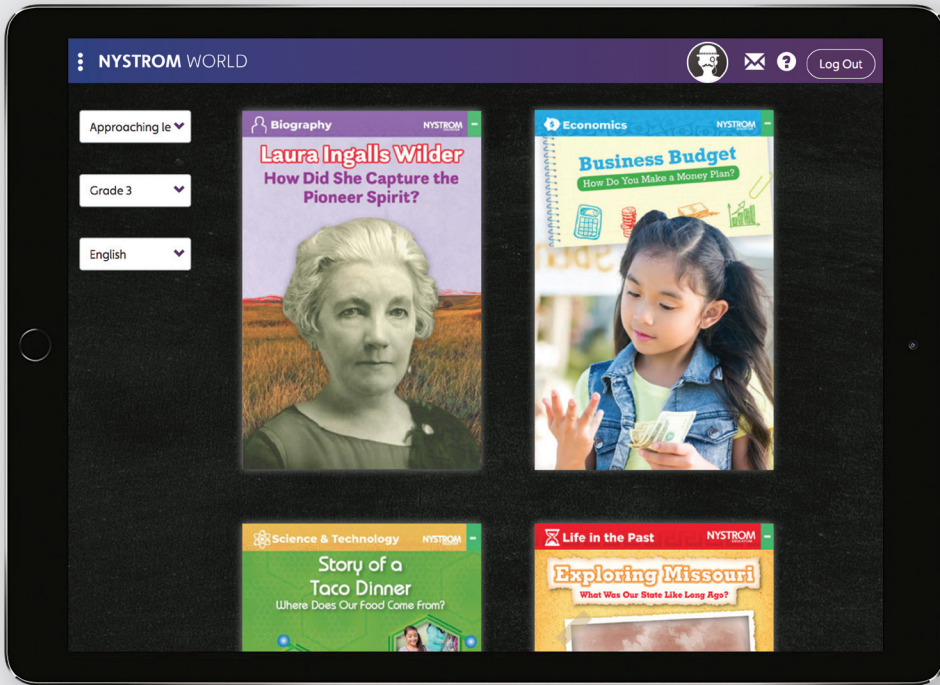 NYSTROM WORLD
Log Out
Approaching le
Grade 3
English
Biography NYSTROM
Laura Ingalls Wilder
How Did She Capture the
Pioneer Spirit?
Economics NYSTROM
Business Budget
How Do You Make a Money Plan?
Science & Technology NYSTROM
Story of a
Taco Dinner
Where Does Our Food Come From?
Life in the Past NYSTROM
Exploring Missouri
What Was Our State Like Long Ago?